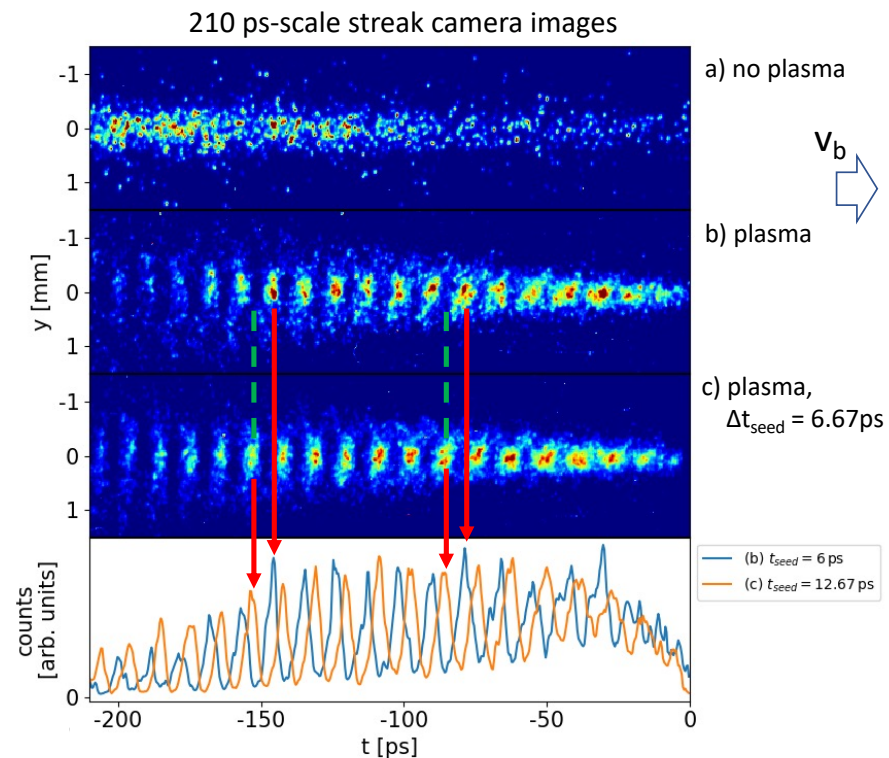 210 ps-scale streak camera images
a) no plasma
v_b
b) plasma
c) plasma,
Δt_seed = 6.67ps
y [mm]
-1
0
1
-1
0
1
-1
0
1
counts
[arb. units]
0
(b) t_seed = 6 ps
(c) t_seed = 12.67 ps
-200 -150 -100 -50 0
t [ps]